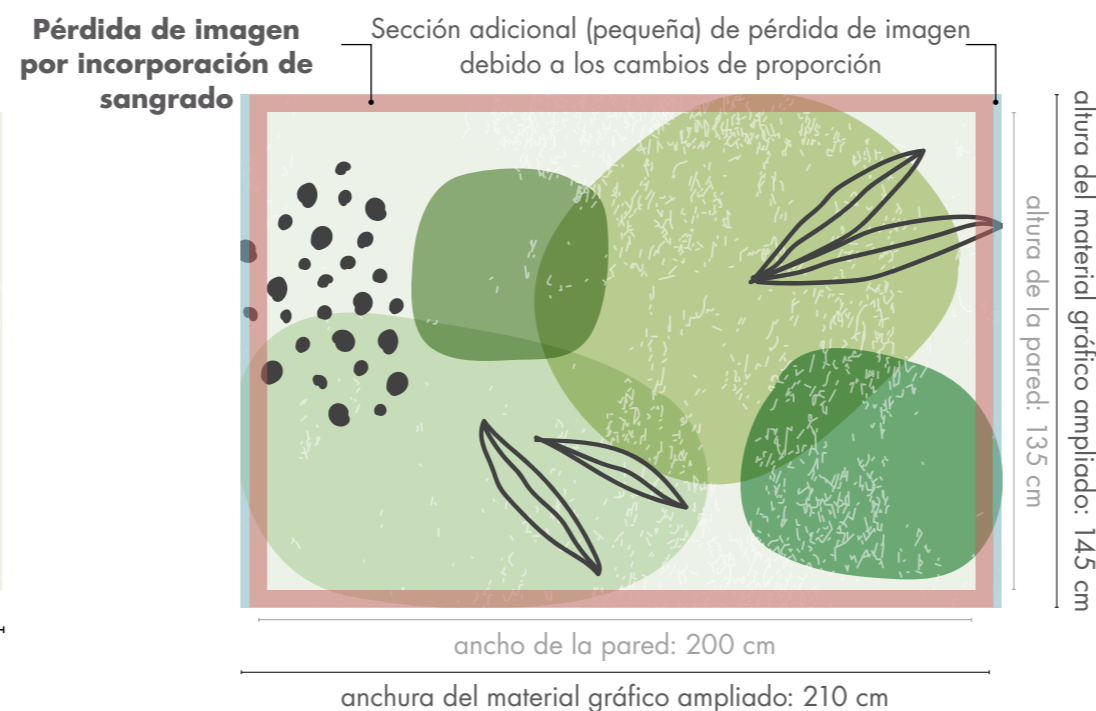 Pérdida de imagen
por incorporación de
sangrado
Sección adicional (pequeña) de pérdida de imagen
debido a los cambios de proporción
altura de la pared: 135 cm
altura del material gráfico ampliado: 145 cm
ancho de la pared: 200 cm
anchura del material gráfico ampliado: 210 cm